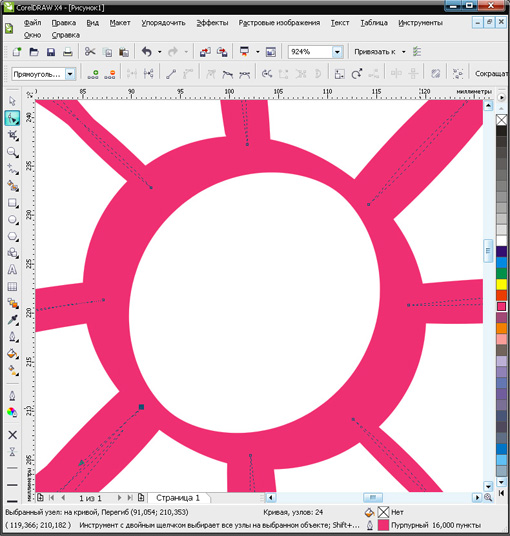 CorelDRAW X4 - [Рисунок1]
Файл Правка Вид Макет Упорядочить Эффекты Растровые изображения Текст Таблица Инструменты
Окно Справка
924% Привязать к
Прямоуголь... Сократит
80 85 90 95 100 105 110 115 120 миллиметры
240
235
230
225
220
215
210
205
миллиметры
1 из 1 Страница 1
Выбранный узел: на кривой, Перегиб (91,054; 210,353) Кривая, узлов: 24 Нет
( 119,366; 210,182 ) Инструмент с двойным щелчком выбирает все узлы на выбранном объекте; Shift+... Пурпурный 16,000 пункты